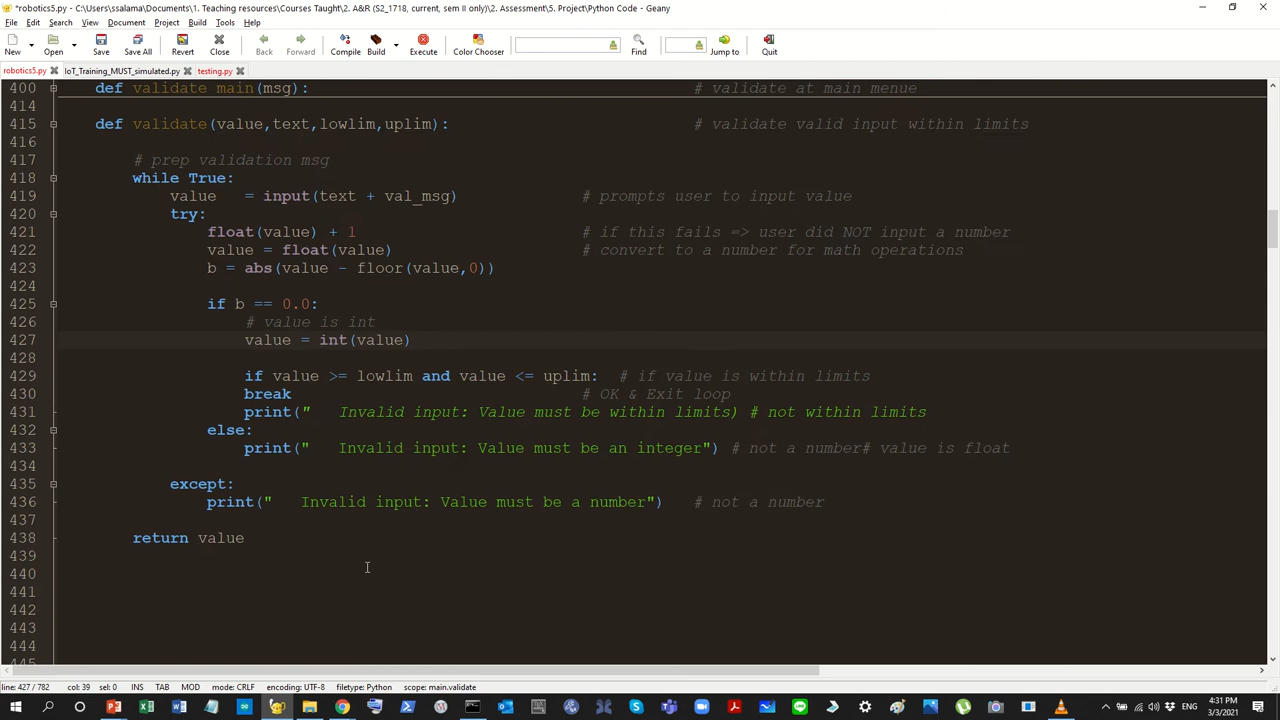 *robotics5.py - C:\Users\ssalama\Documents\1. Teaching resources\Courses Taught\2. A&R (S2_1718, current, sem II only)\2. Assessment\5. Project\Python Code - Geany
File Edit Search View Document Project Build Tools Help
New Open Save Save All Revert Close Back Forward Compile Build Execute Color Chooser Find Jump to Quit
robotics5.py IoT_Training_MUST_simulated.py testing.py
400 def validate_main(msg): # validate at main menue
414
415 def validate(value,text,lowlim,uplim): # validate valid input within limits
416
417 # prep validation msg
418 while True:
419 value = input(text + val_msg) # prompts user to input value
420 try:
421 float(value) + 1 # if this fails => user did NOT input a number
422 value = float(value) # convert to a number for math operations
423 b = abs(value - floor(value,0))
424
425 if b == 0.0:
426 # value is int
427 value = int(value)
428
429 if value >= lowlim and value <= uplim: # if value is within limits
430 break # OK & Exit loop
431 print(" Invalid input: Value must be within limits) # not within limits
432 else:
433 print(" Invalid input: Value must be an integer") # not a number# value is float
434
435 except:
436 print(" Invalid input: Value must be a number") # not a number
437
438 return value
439
440
441
442
443
444
445
line: 427 / 782 col: 39 sel: 0 INS TAB MOD mode: CRLF encoding: UTF-8 filetype: Python scope: main.validate
4:31 PM
3/3/2021